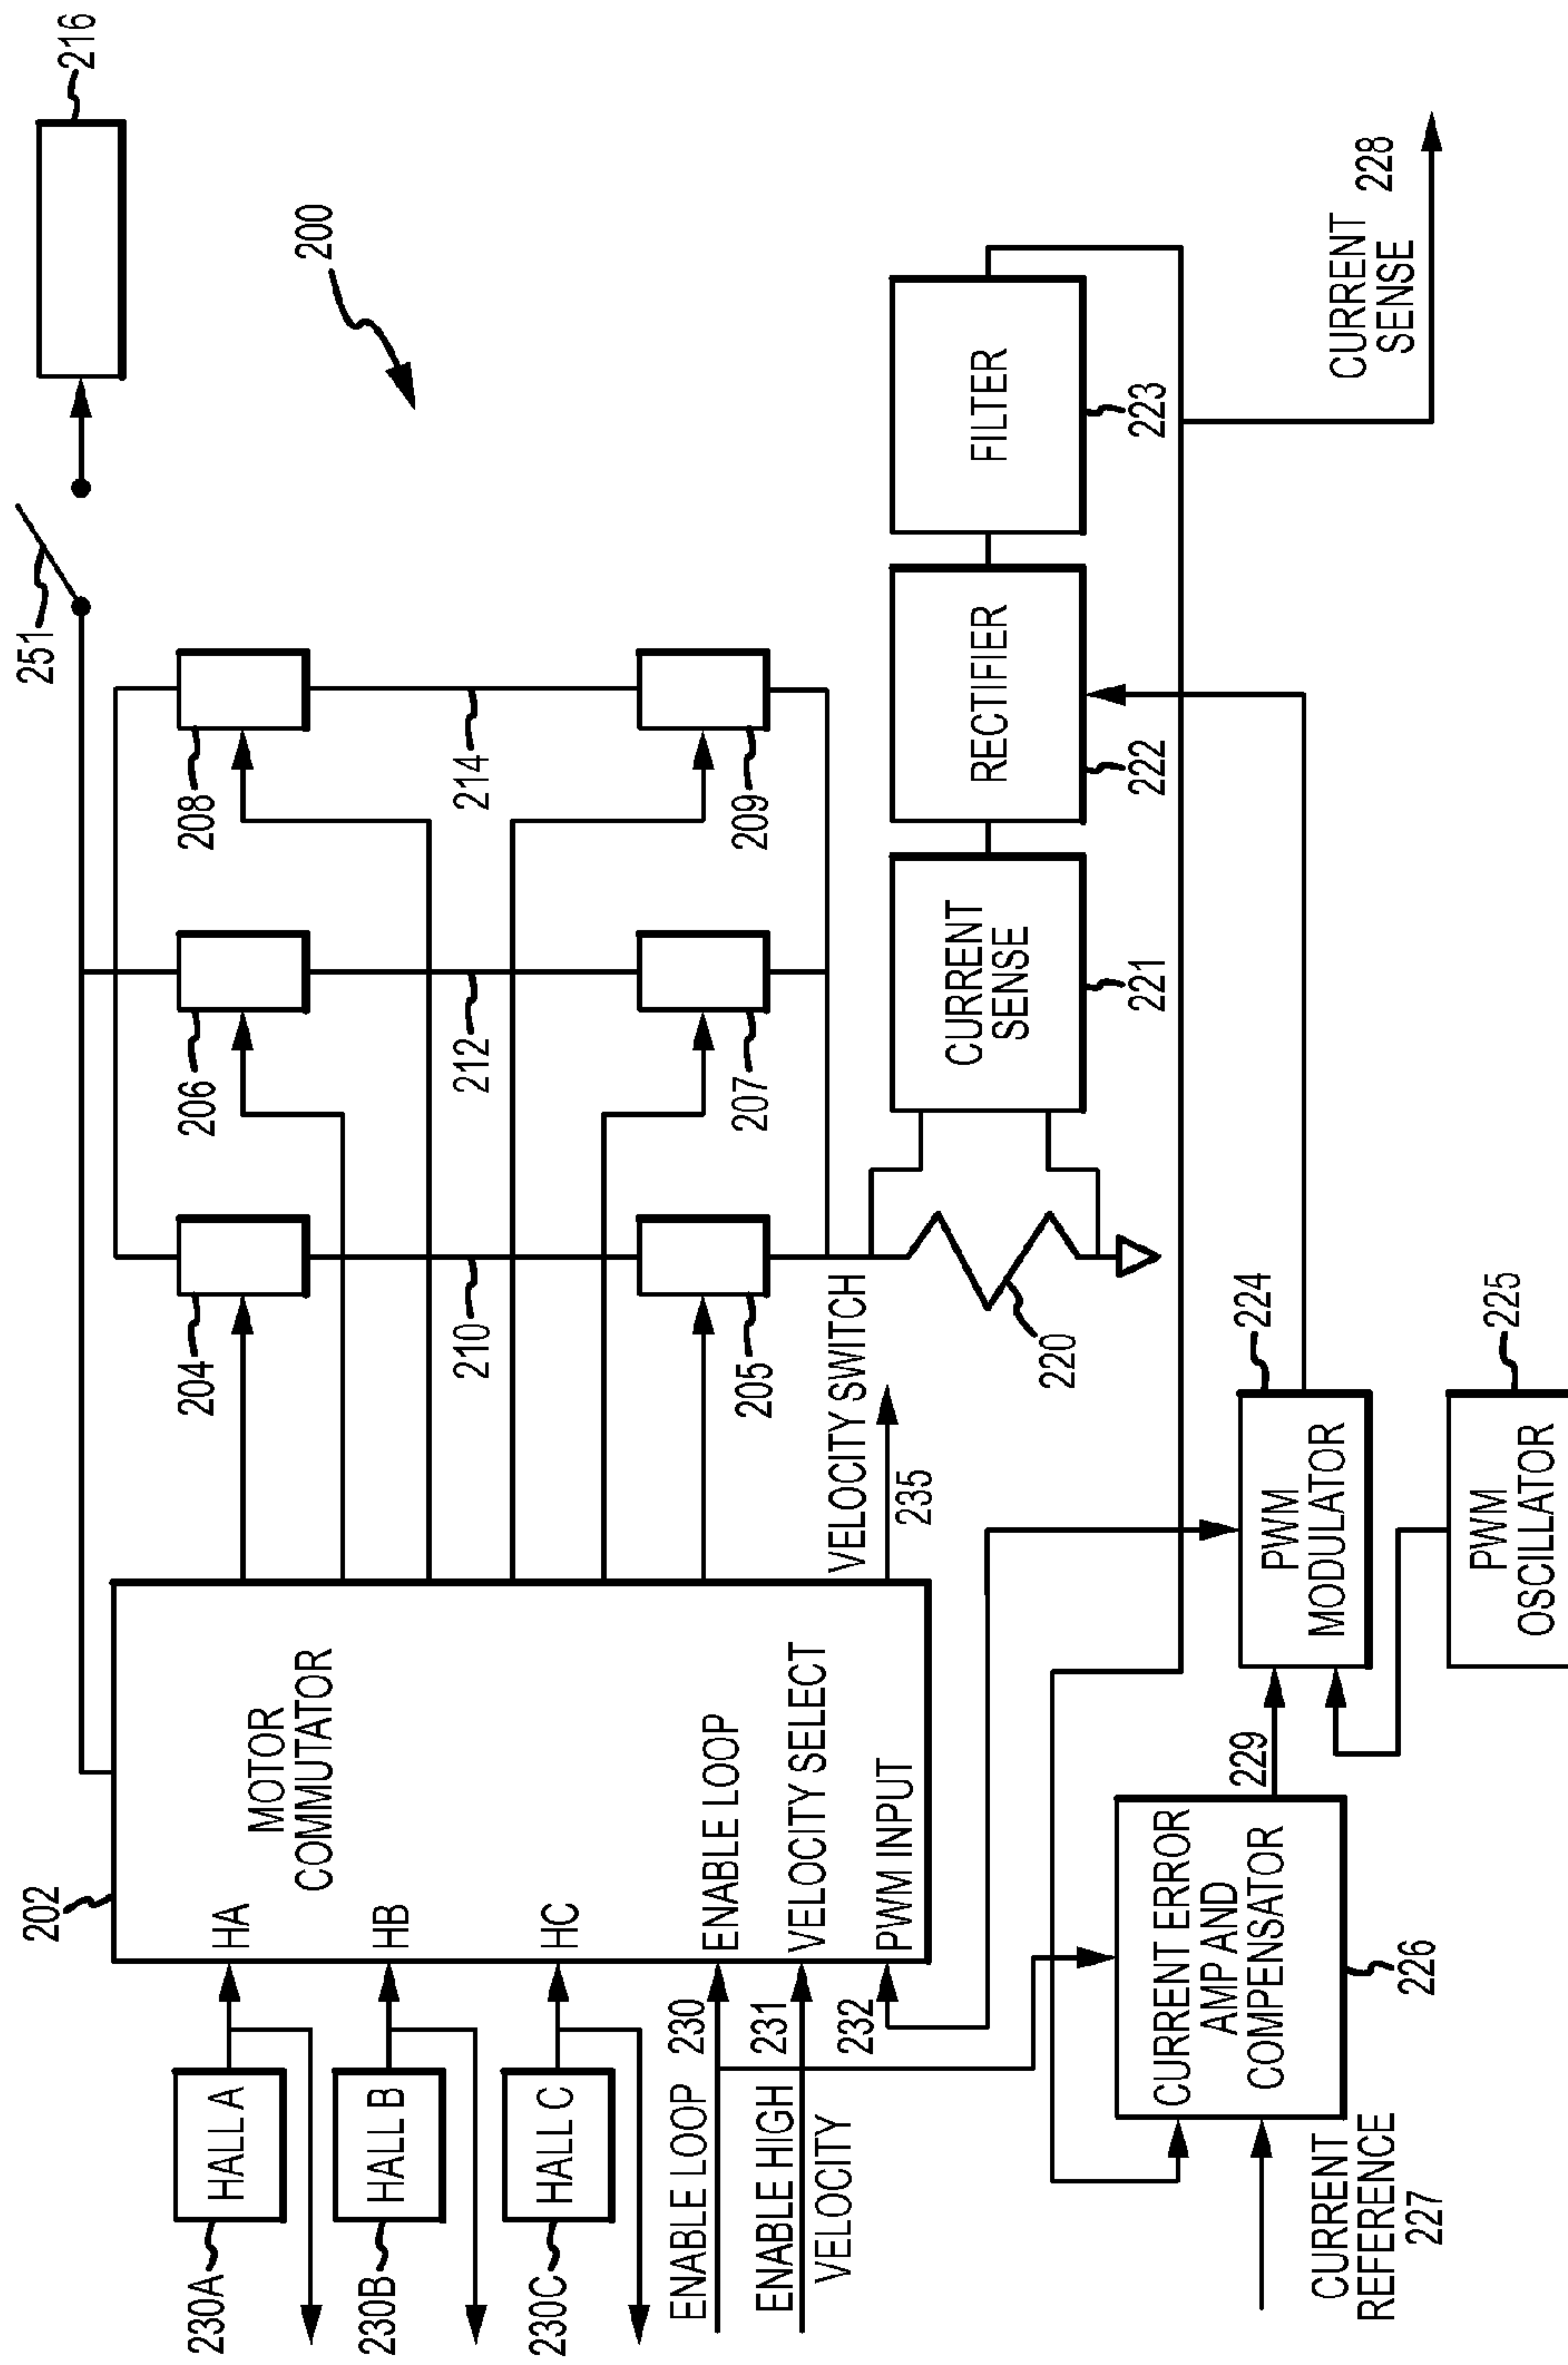 216
251
200
202
MOTOR
COMMUTATOR
HA
HB
HC
ENABLE LOOP
VELOCITY SELECT
PWM INPUT
HALL A
230A
HALL B
230B
HALL C
230C
ENABLE LOOP
230
ENABLE HIGH
VELOCITY
231
232
204
206
208
210
212
214
205
207
209
VELOCITY SWITCH
235
220
CURRENT
SENSE
221
RECTIFIER
222
FILTER
223
CURRENT
SENSE
228
CURRENT ERROR
AMP AND
COMPENSATOR
226
CURRENT
REFERENCE
227
229
PWM
MODULATOR
224
PWM
OSCILLATOR
225